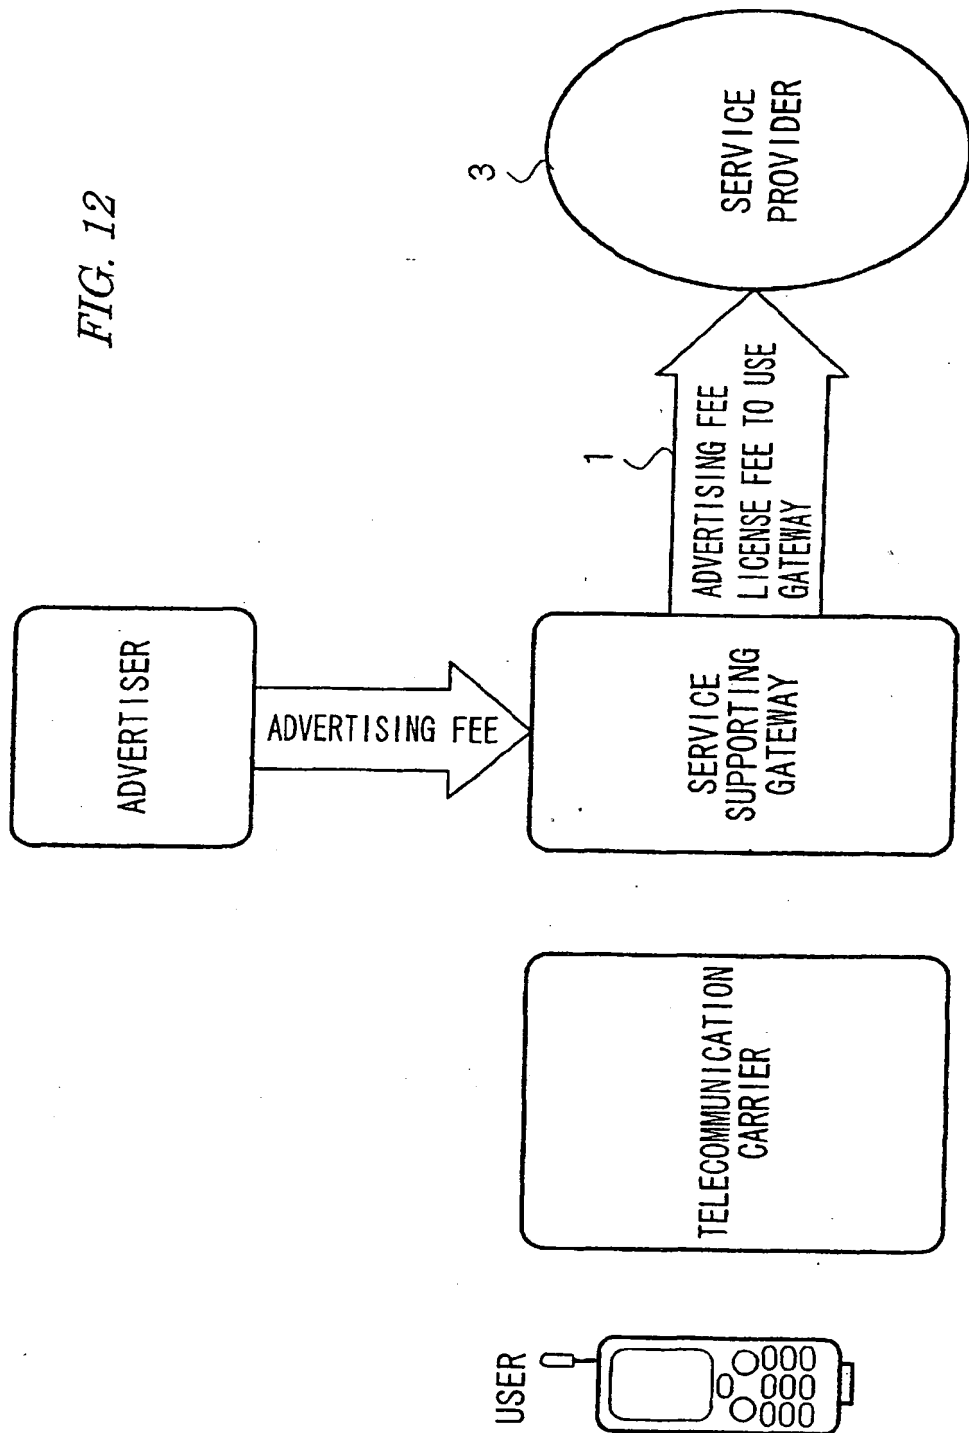 FIG. 12
USER
TELECOMMUNICATION
CARRIER
ADVERTISER
ADVERTISING FEE
SERVICE
SUPPORTING
GATEWAY
1
ADVERTISING FEE
LICENSE FEE TO USE
GATEWAY
3
SERVICE
PROVIDER